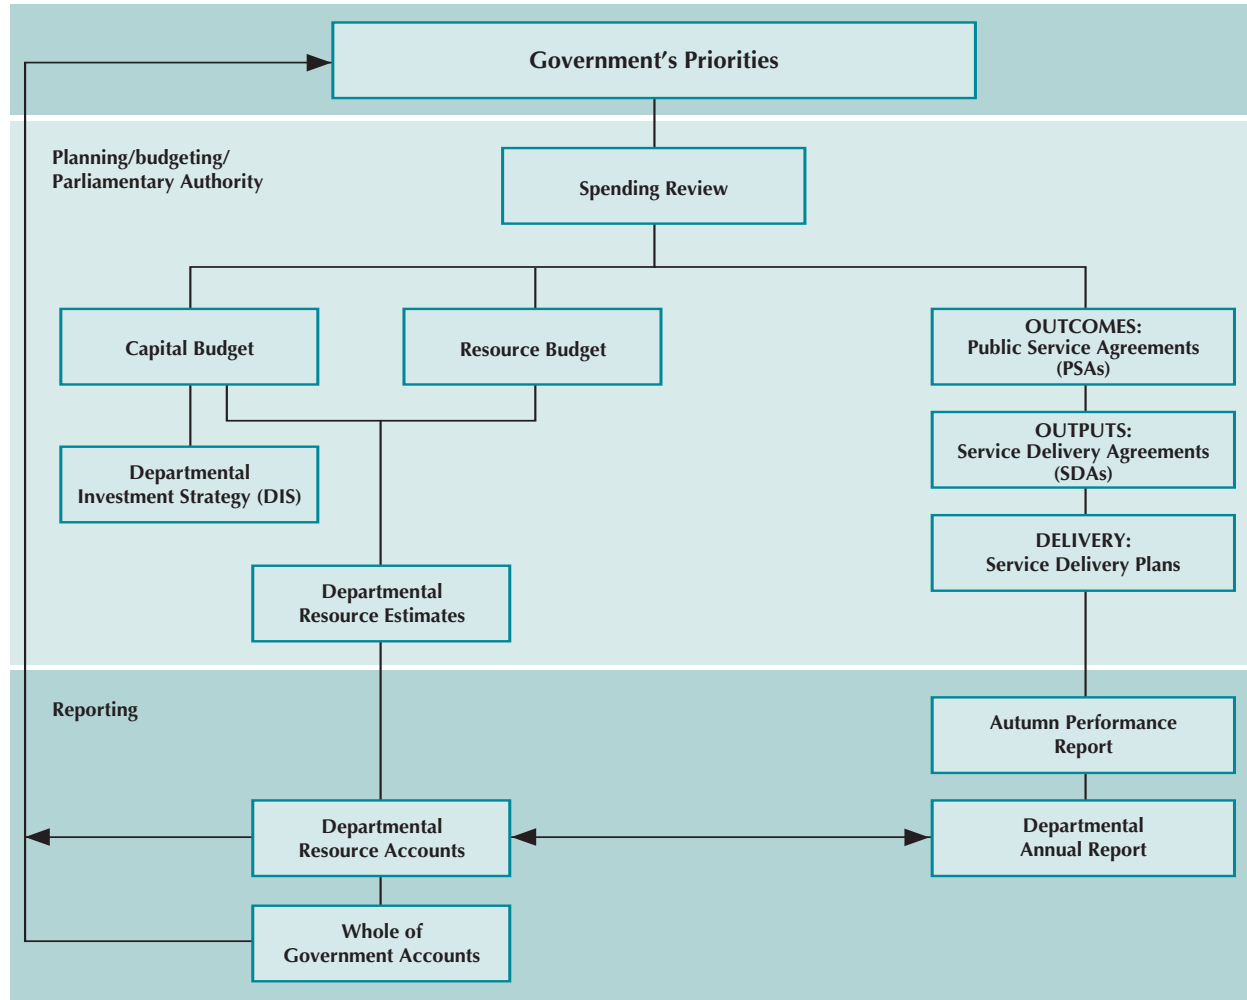 Government’s Priorities
Planning/budgeting/
Parliamentary Authority
Spending Review
Capital Budget
Resource Budget
OUTCOMES:
Public Service Agreements
(PSAs)
Departmental
Investment Strategy (DIS)
OUTPUTS:
Service Delivery Agreements
(SDAs)
DELIVERY:
Service Delivery Plans
Departmental
Resource Estimates
Reporting
Autumn Performance
Report
Departmental
Resource Accounts
Departmental
Annual Report
Whole of
Government Accounts